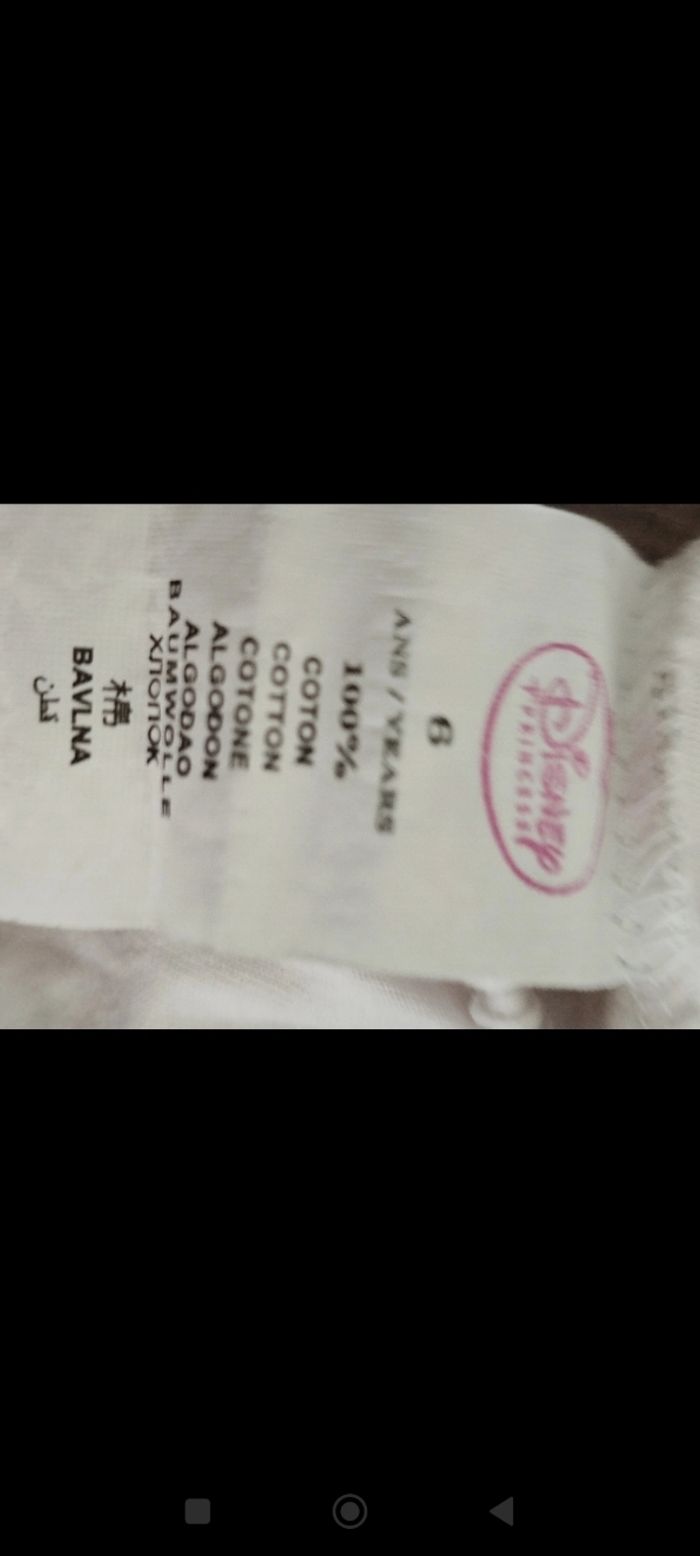 Disney
PRINCESS
6
ANS / YEARS
100%
COTON
COTTON
COTONE
ALGODON
ALGODAO
BAUMWOLLE
ХЛОПОК
棉
BAVLNA
قطن